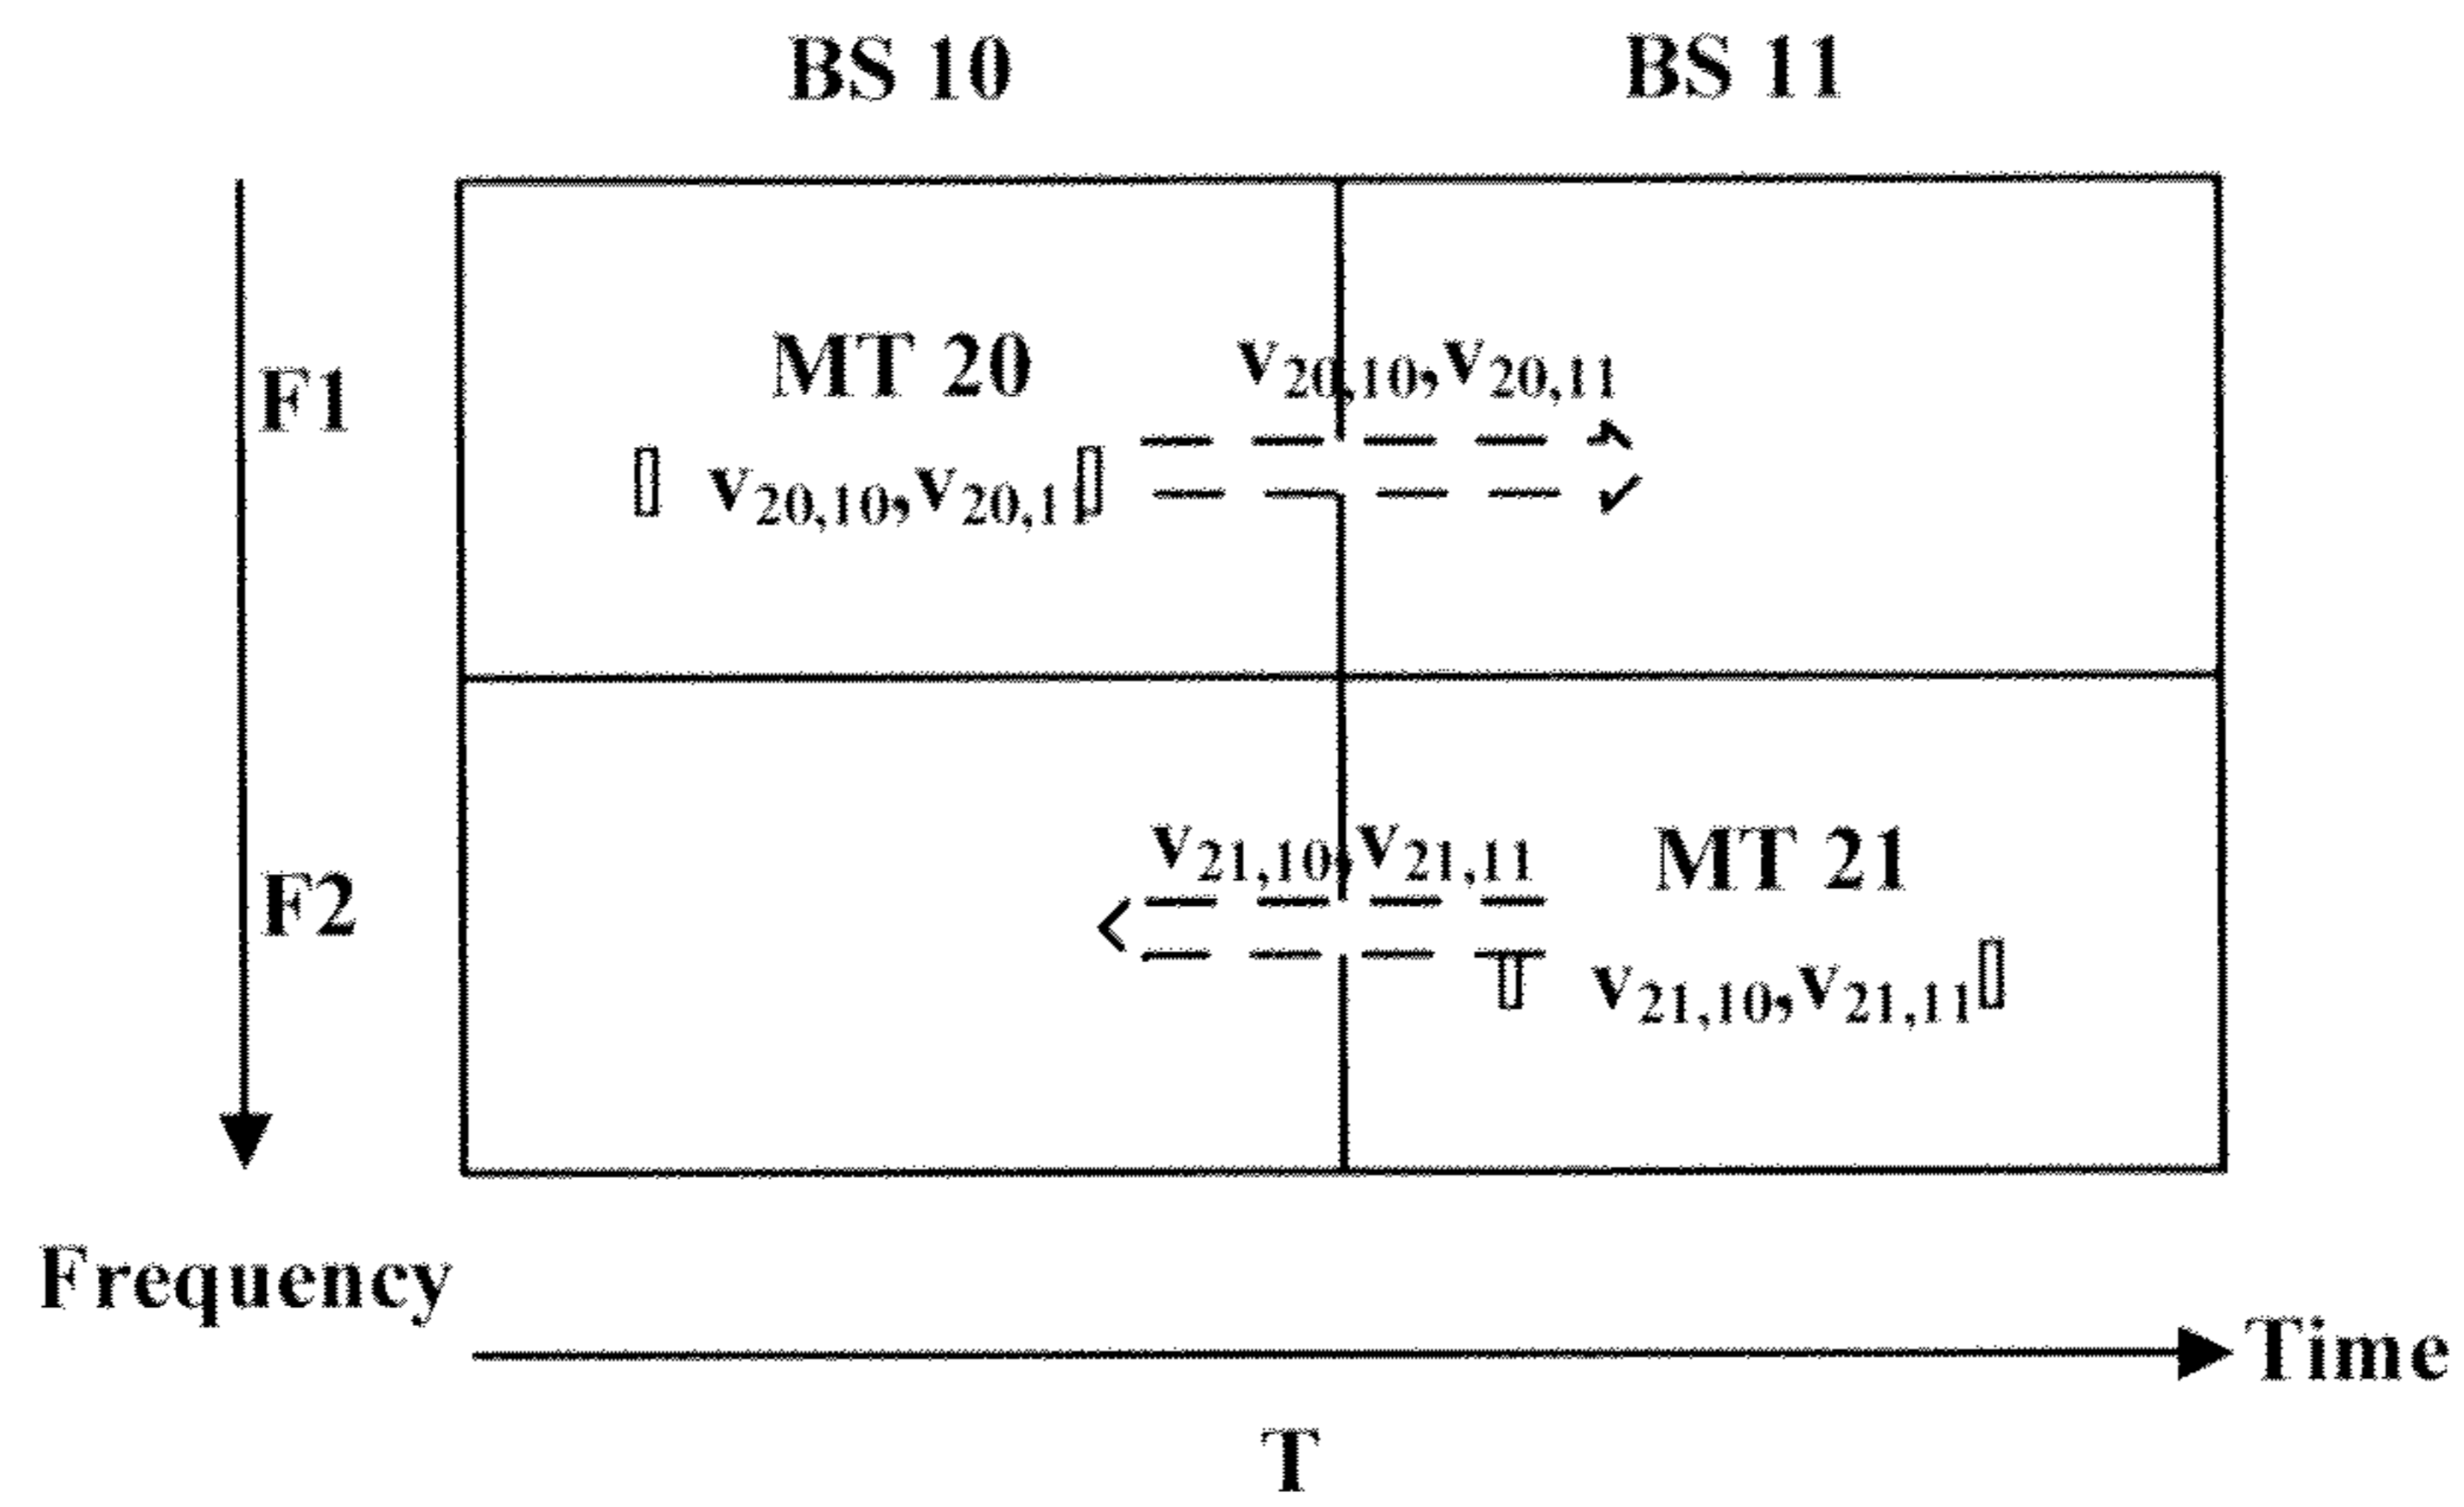 BS 10 BS 11
MT 20 v20,10,v20,11
F1
v20,10,v20,11
v21,10,v21,11 MT 21
F2
v21,10,v21,11
Frequency
Time
T